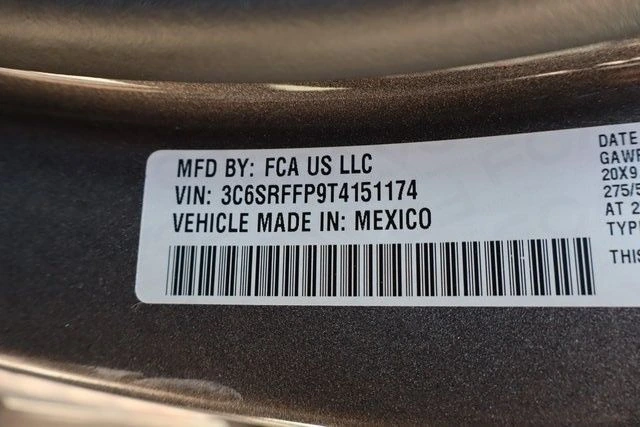 MFD BY: FCA US LLC
VIN: 3C6SRFFP9T4151174
VEHICLE MADE IN: MEXICO
DATE
GAWR
20X9
275/5
AT 2
TYP
THIS